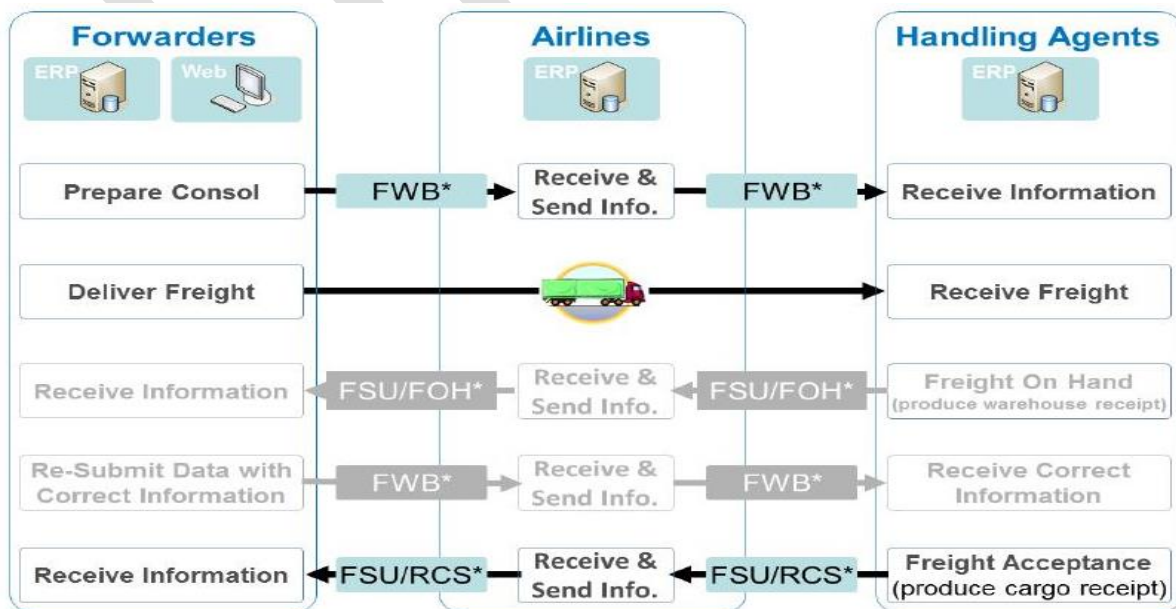 Forwarders
Airlines
Handling Agents
ERP
Web
ERP
ERP
Prepare Consol
FWB*
Receive &
Send Info.
FWB*
Receive Information
Deliver Freight
Receive Freight
Receive Information
FSU/FOH*
Receive &
Send Info.
FSU/FOH*
Freight On Hand
(produce warehouse receipt)
Re-Submit Data with
Correct Information
FWB*
Receive &
Send Info.
FWB*
Receive Correct
Information
Receive Information
FSU/RCS*
Receive &
Send Info.
FSU/RCS*
Freight Acceptance
(produce cargo receipt)